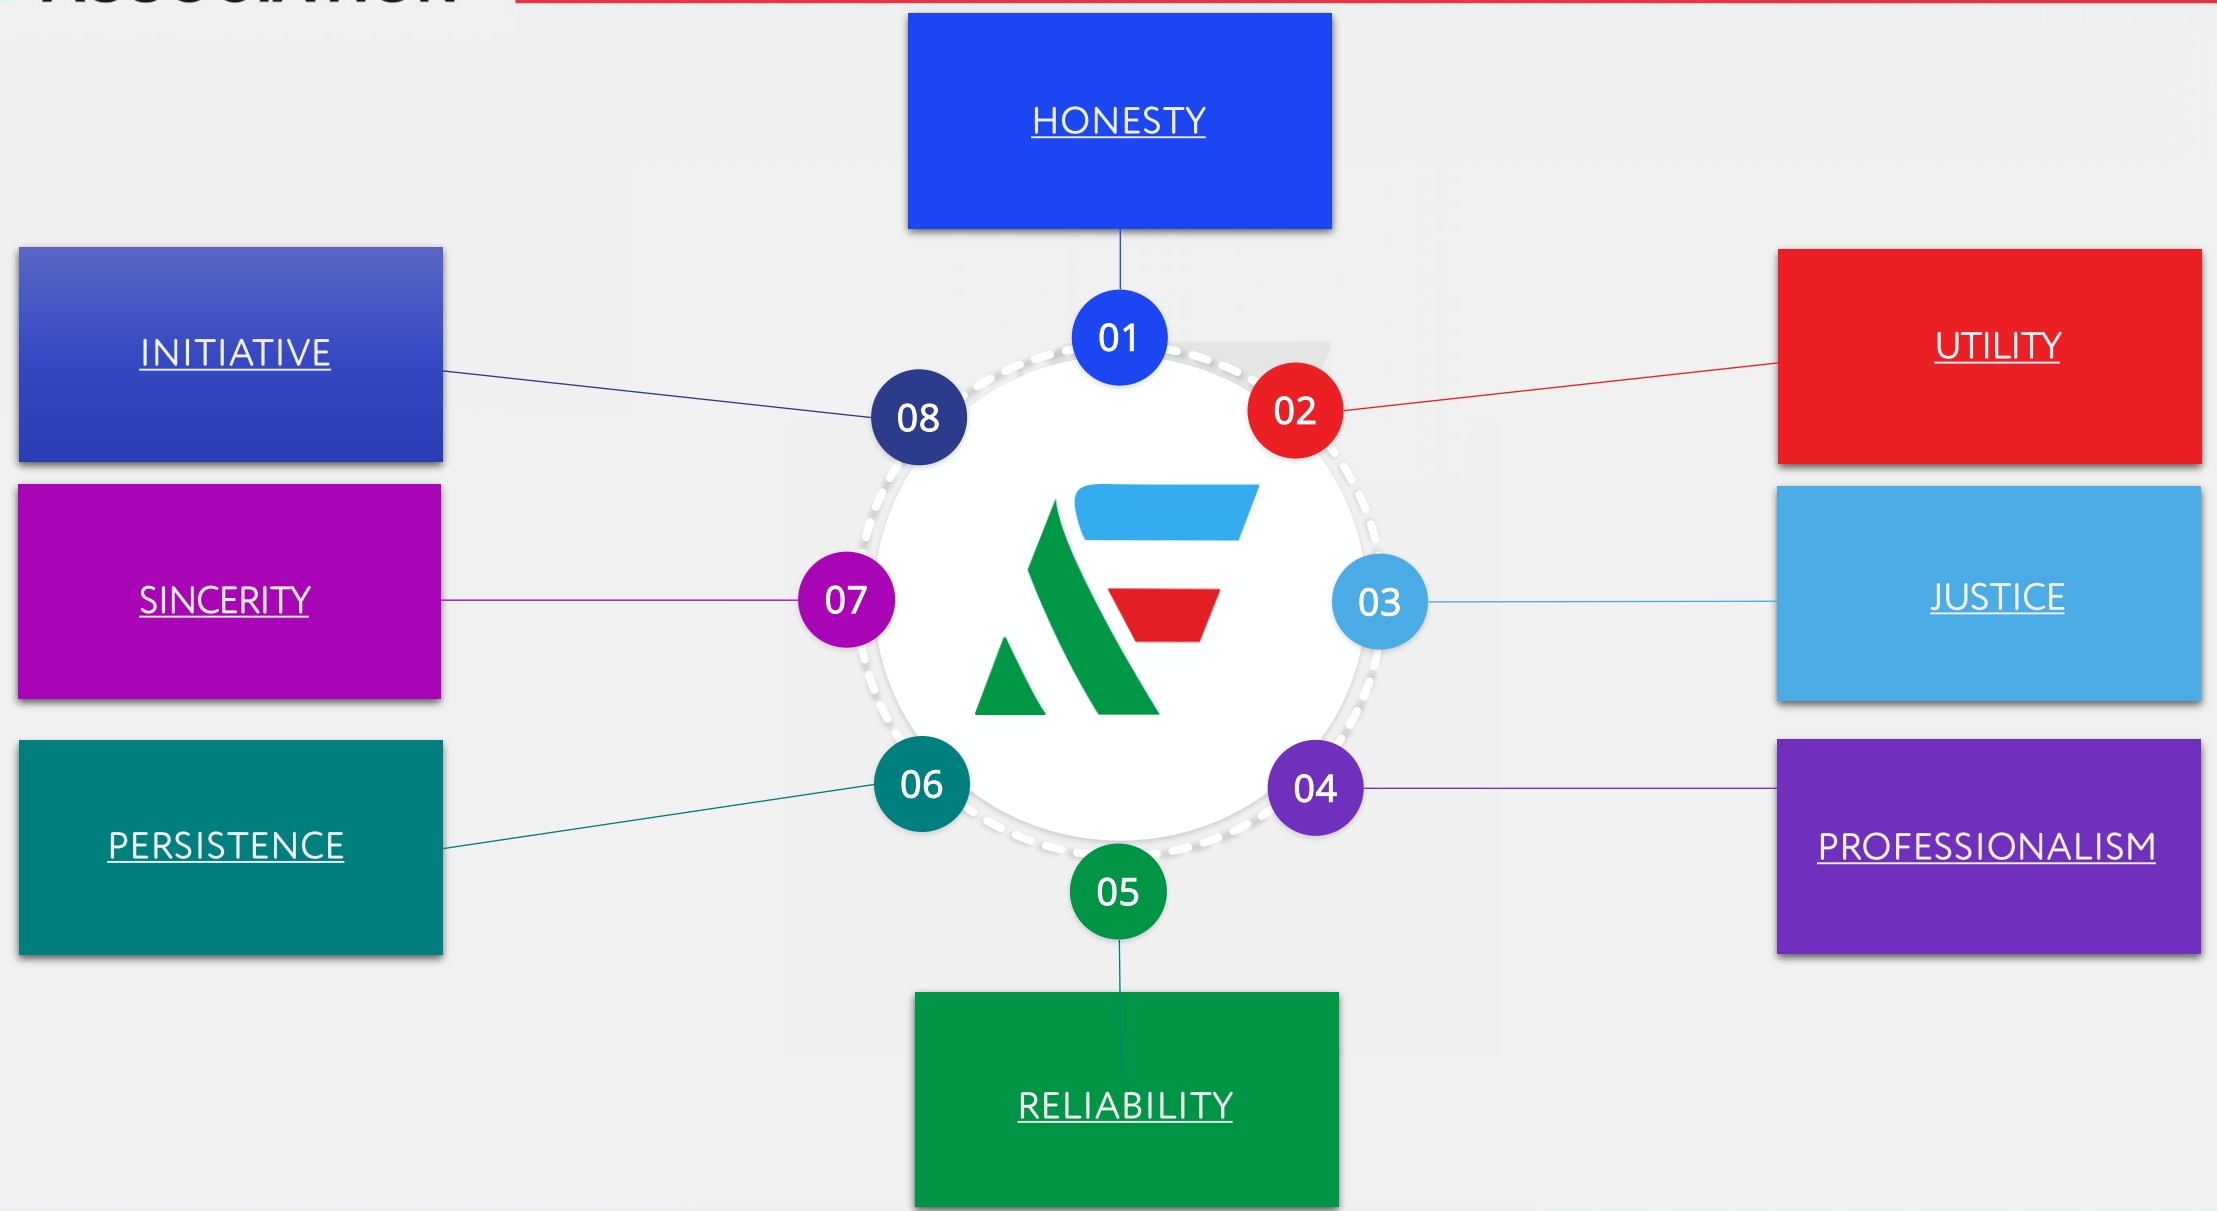 HONESTY
INITIATIVE
UTILITY
01
08
02
SINCERITY
07
03
JUSTICE
06
04
PERSISTENCE
PROFESSIONALISM
05
RELIABILITY